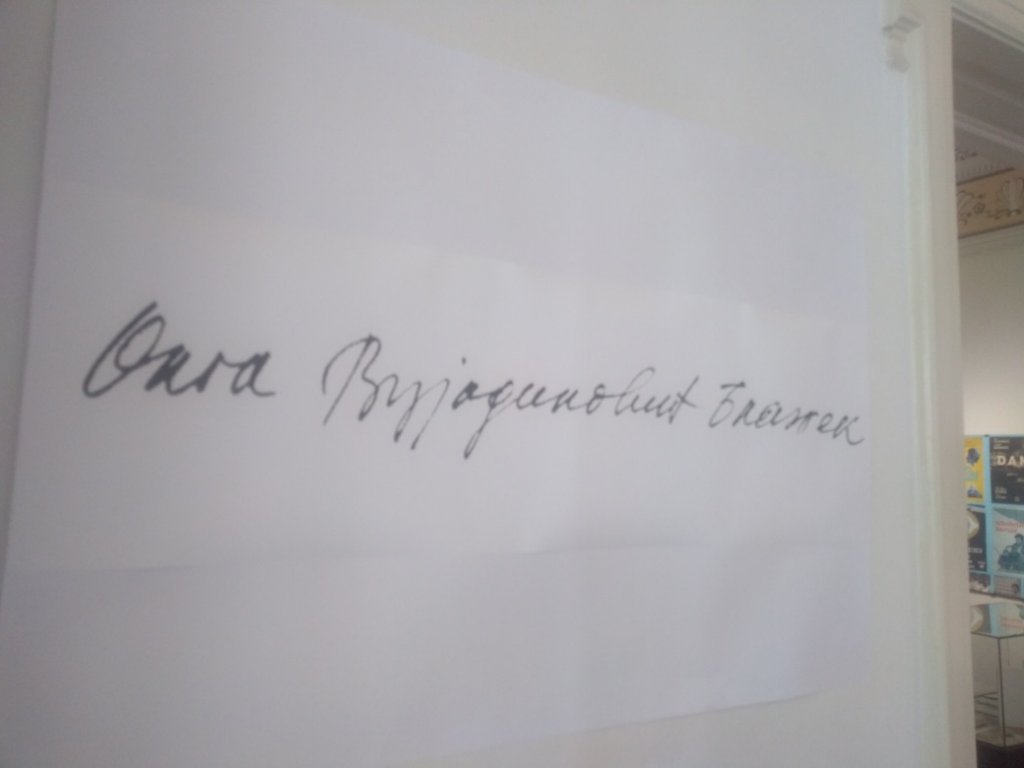 Олга Вујадиновић Блажек